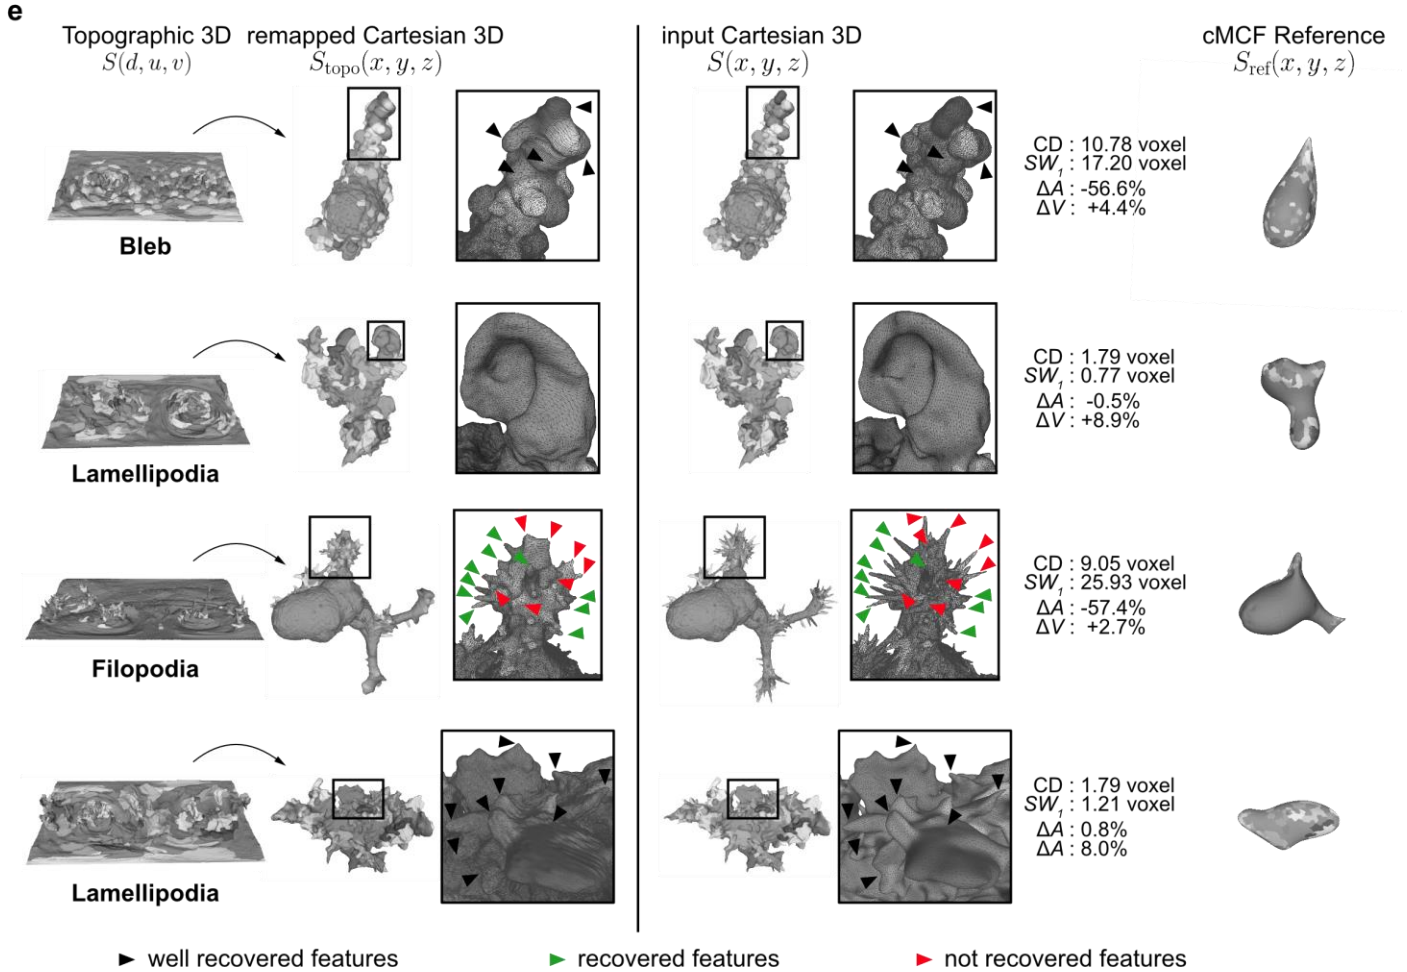 e
Topographic 3D remapped Cartesian 3D input Cartesian 3D cMCF Reference
S(d, u, v) S_topo(x, y, z) S(x, y, z) S_ref(x, y, z)
CD : 10.78 voxel
SW_1 : 17.20 voxel
ΔA : -56.6%
ΔV : +4.4%
Bleb
CD : 1.79 voxel
SW_1 : 0.77 voxel
ΔA : -0.5%
ΔV : +8.9%
Lamellipodia
CD : 9.05 voxel
SW_1 : 25.93 voxel
ΔA : -57.4%
ΔV : +2.7%
Filopodia
CD : 1.79 voxel
SW_1 : 1.21 voxel
ΔA : 0.8%
ΔA : 8.0%
Lamellipodia
well recovered features recovered features not recovered features